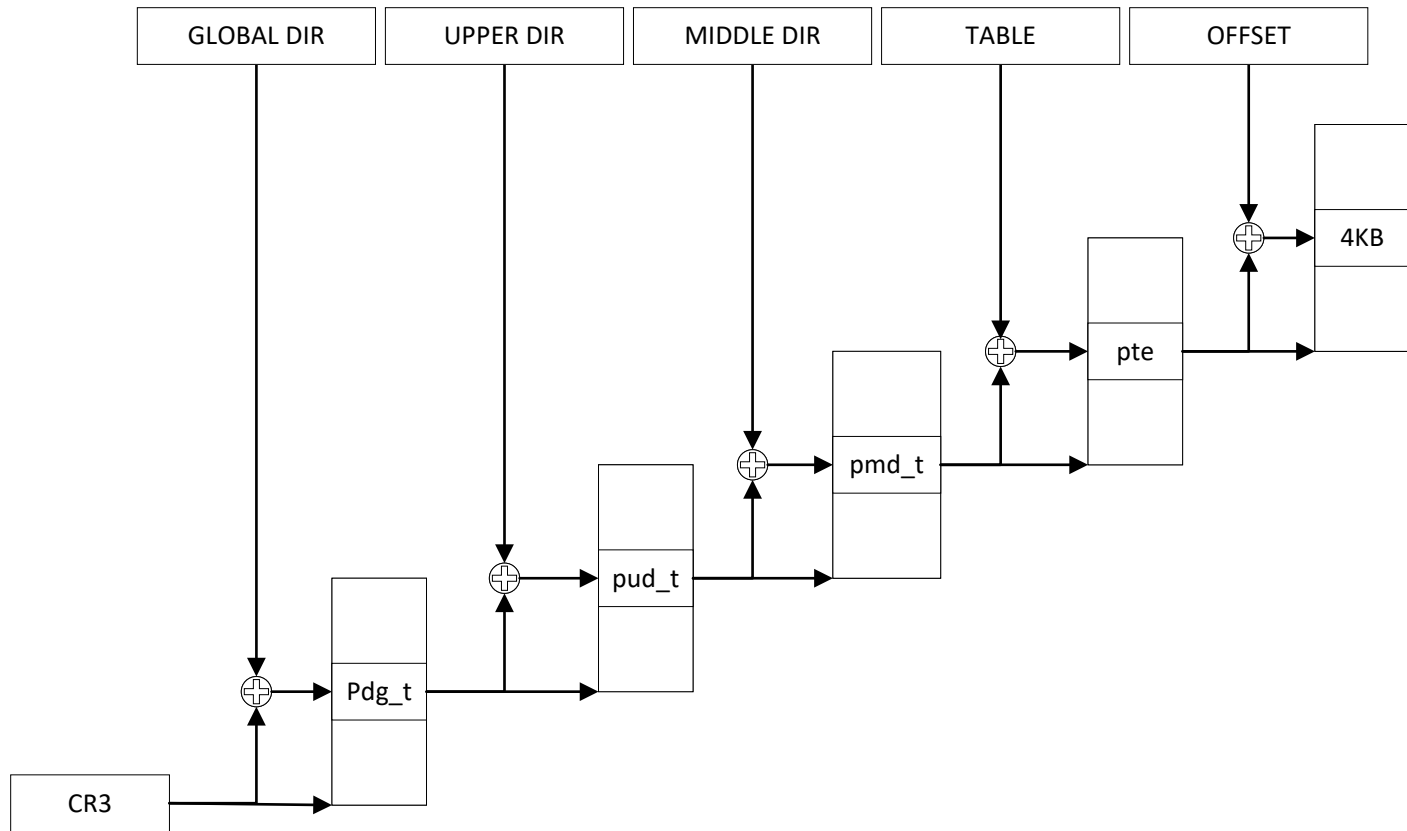 GLOBAL DIR
UPPER DIR
MIDDLE DIR
TABLE
OFFSET
4KB
pte
pmd_t
pud_t
Pdg_t
CR3